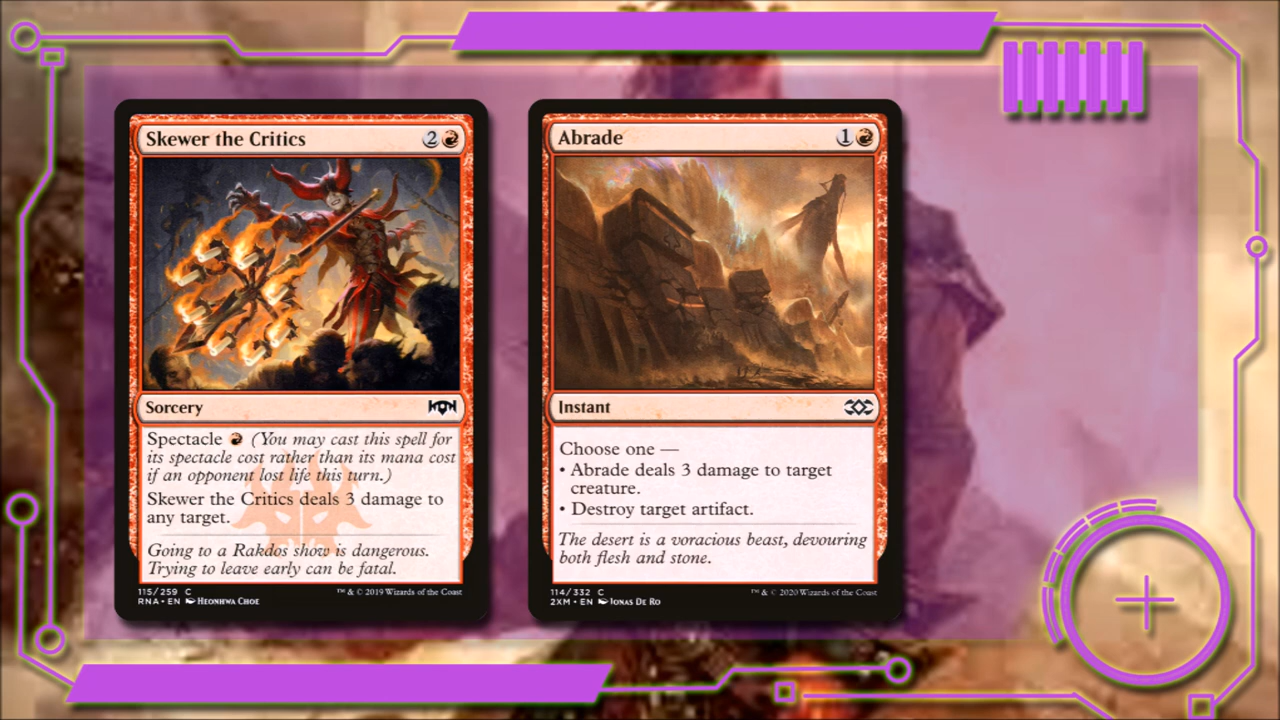 Skewer the Critics 2
Sorcery
Spectacle (You may cast this spell for
its spectacle cost rather than its mana cost
if an opponent lost life this turn.)
Skewer the Critics deals 3 damage to
any target.
Going to a Rakdos show is dangerous.
Trying to leave early can be fatal.
115/259 C
RNA • EN Heonhwa Choe
™ & © 2019 Wizards of the Coast
Abrade 1
Instant
Choose one —
• Abrade deals 3 damage to target
creature.
• Destroy target artifact.
The desert is a voracious beast, devouring
both flesh and stone.
114/332 C
2XM • EN Jonas De Ro
™ & © 2020 Wizards of the Coast